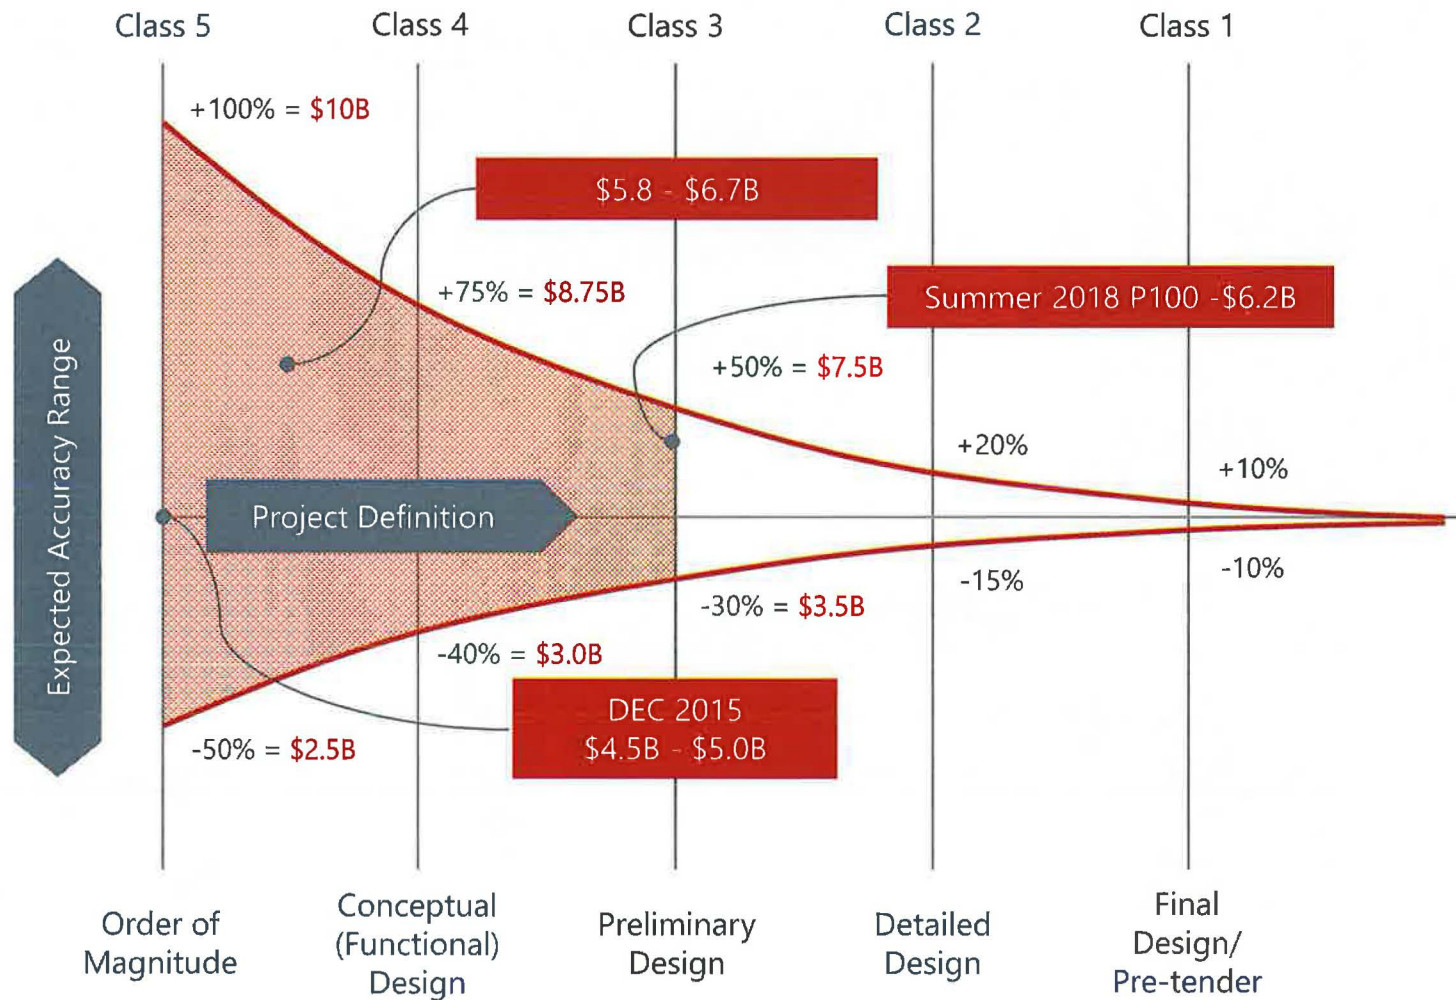 Class 5
Class 4
Class 3
Class 2
Class 1
+100% = $10B
$5.8 - $6.7B
+75% = $8.75B
Summer 2018 P100 -$6.2B
+50% = $7.5B
+20%
+10%
Expected Accuracy Range
Project Definition
-10%
-15%
-30% = $3.5B
-40% = $3.0B
DEC 2015
$4.5B - $5.0B
-50% = $2.5B
Order of
Magnitude
Conceptual
(Functional)
Design
Preliminary
Design
Detailed
Design
Final
Design/
Pre-tender